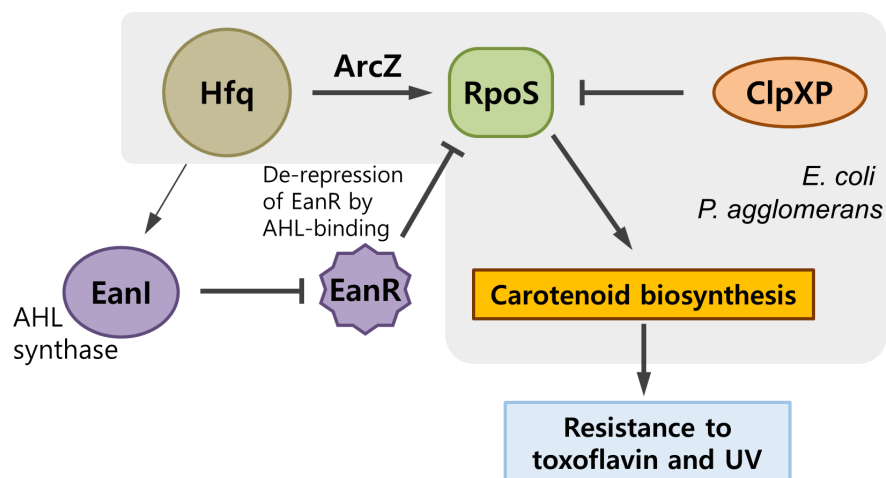 Hfq
ArcZ
RpoS
ClpXP
De-repression
of EanR by
AHL-binding
E. coli
P. agglomerans
EanI
EanR
AHL
synthase
Carotenoid biosynthesis
Resistance to
toxoflavin and UV